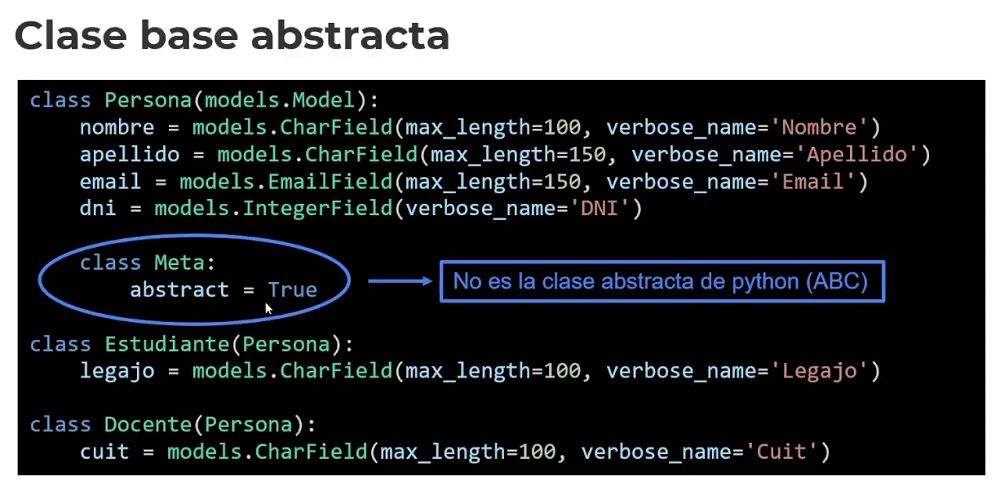 Clase base abstracta
class Persona(models.Model):
    nombre = models.CharField(max_length=100, verbose_name='Nombre')
    apellido = models.CharField(max_length=150, verbose_name='Apellido')
    email = models.EmailField(max_length=150, verbose_name='Email')
    dni = models.IntegerField(verbose_name='DNI')
    class Meta:
        abstract = True
No es la clase abstracta de python (ABC)
class Estudiante(Persona):
    legajo = models.CharField(max_length=100, verbose_name='Legajo')
class Docente(Persona):
    cuit = models.CharField(max_length=100, verbose_name='Cuit')